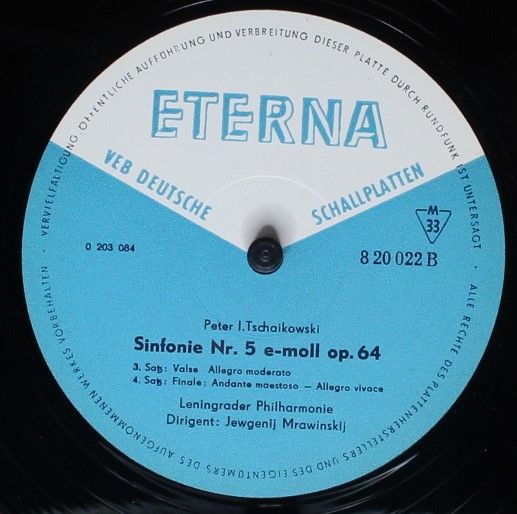 VERVIELFÄLTIGUNG, ÖFFENTLICHE AUFFÜHRUNG UND VERBREITUNG DIESER PLATTE DURCH RUNDFUNK IST UNTERSAGT · ALLE RECHTE DES PLATTENHERSTELLERS UND DES EIGENTÜMERS DES AUFGENOMMENEN WERKES VORBEHALTEN ·
ETERNA
VEB DEUTSCHE SCHALLPLATTEN
M
33
0 203 084
8 20 022 B
Peter I. Tschaikowski
Sinfonie Nr. 5 e-moll op. 64
3. Saß: Valse Allegro moderato
4. Saß: Finale: Andante maestoso — Allegro vivace
Leningrader Philharmonie
Dirigent: Jewgenij Mrawinskij